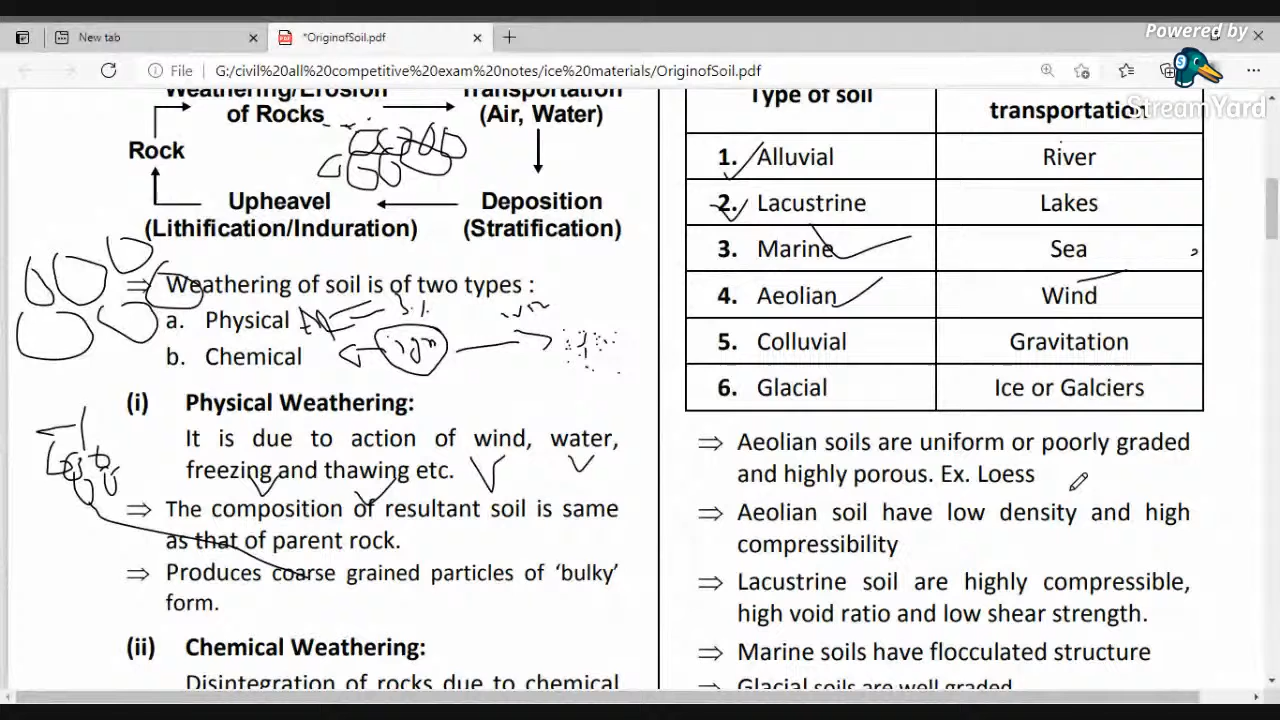 Powered by
New tab
*OriginofSoil.pdf
File
G:/civil%20all%20competitive%20exam%20notes/ice%20materials/OriginofSoil.pdf
StreamYard
Weathering/Erosion
of Rocks
Transportation
(Air, Water)
Rock
Upheavel
(Lithification/Induration)
Deposition
(Stratification)
⇒ Weathering of soil is of two types :
a. Physical
b. Chemical
(i) Physical Weathering:
It is due to action of wind, water,
freezing and thawing etc.
⇒ The composition of resultant soil is same
as that of parent rock.
⇒ Produces coarse grained particles of ‘bulky’
form.
(ii) Chemical Weathering:
Disintegration of rocks due to chemical
Type of soil
transportation
1. Alluvial River
2. Lacustrine Lakes
3. Marine Sea
4. Aeolian Wind
5. Colluvial Gravitation
6. Glacial Ice or Galciers
⇒ Aeolian soils are uniform or poorly graded
and highly porous. Ex. Loess
⇒ Aeolian soil have low density and high
compressibility
⇒ Lacustrine soil are highly compressible,
high void ratio and low shear strength.
⇒ Marine soils have flocculated structure
⇒ Glacial soils are well graded